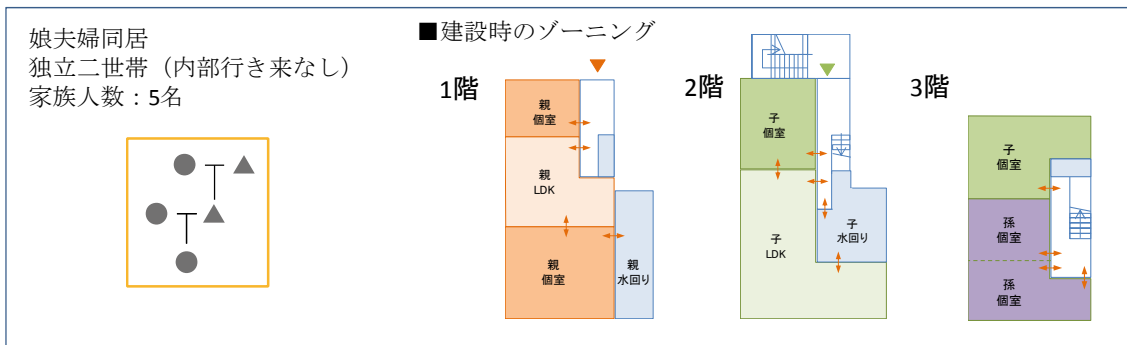 娘夫婦同居
独立二世帯（内部行き来なし）
家族人数：5名
■建設時のゾーニング
1階
親
個室
親
LDK
親
個室
親
水回り
2階
子
個室
子
LDK
子
水回り
3階
子
個室
孫
個室
孫
個室